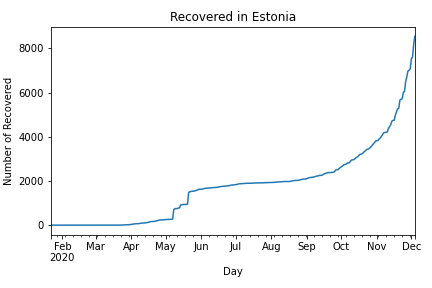 Recovered in Estonia
Number of Recovered
8000
6000
4000
2000
0
Feb Mar Apr May Jun Jul Aug Sep Oct Nov Dec
2020
Day